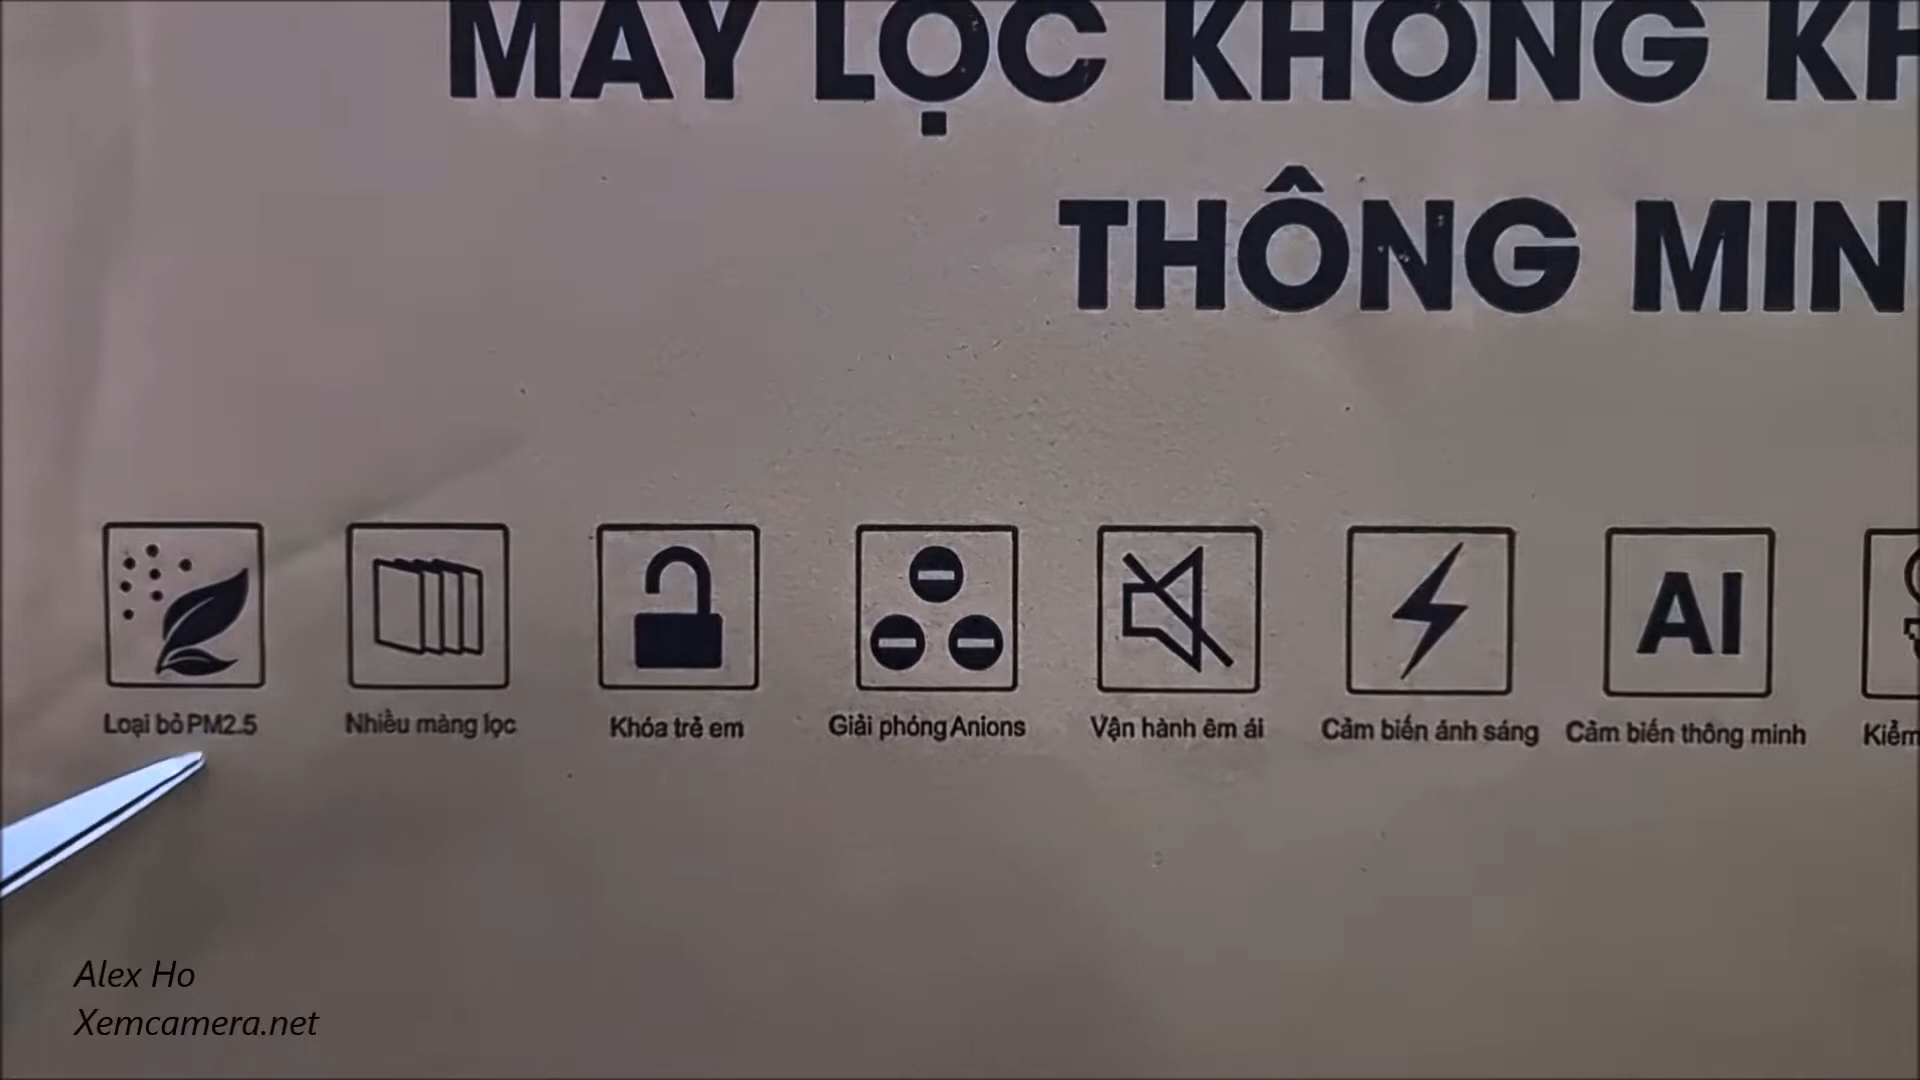 MÁY LỌC KHÔNG KH
THÔNG MIN
AI
Loại bỏ PM2.5
Nhiều màng lọc
Khóa trẻ em
Giải phóng Anions
Vận hành êm ái
Cảm biến ánh sáng
Cảm biến thông minh
Kiểm
Alex Ho
Xemcamera.net